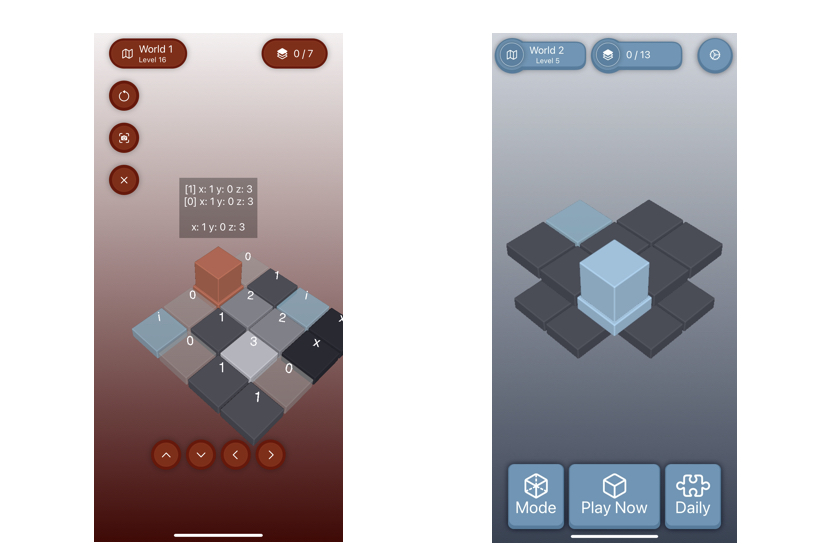 World 1
Level 16
0 / 7
[1] x: 1 y: 0 z: 3
[0] x: 1 y: 0 z: 3
x: 1 y: 0 z: 3
0
1
0
2
i
i
1
2
x
0
3
x
1
0
1
World 2
Level 5
0 / 13
Mode
Play Now
Daily